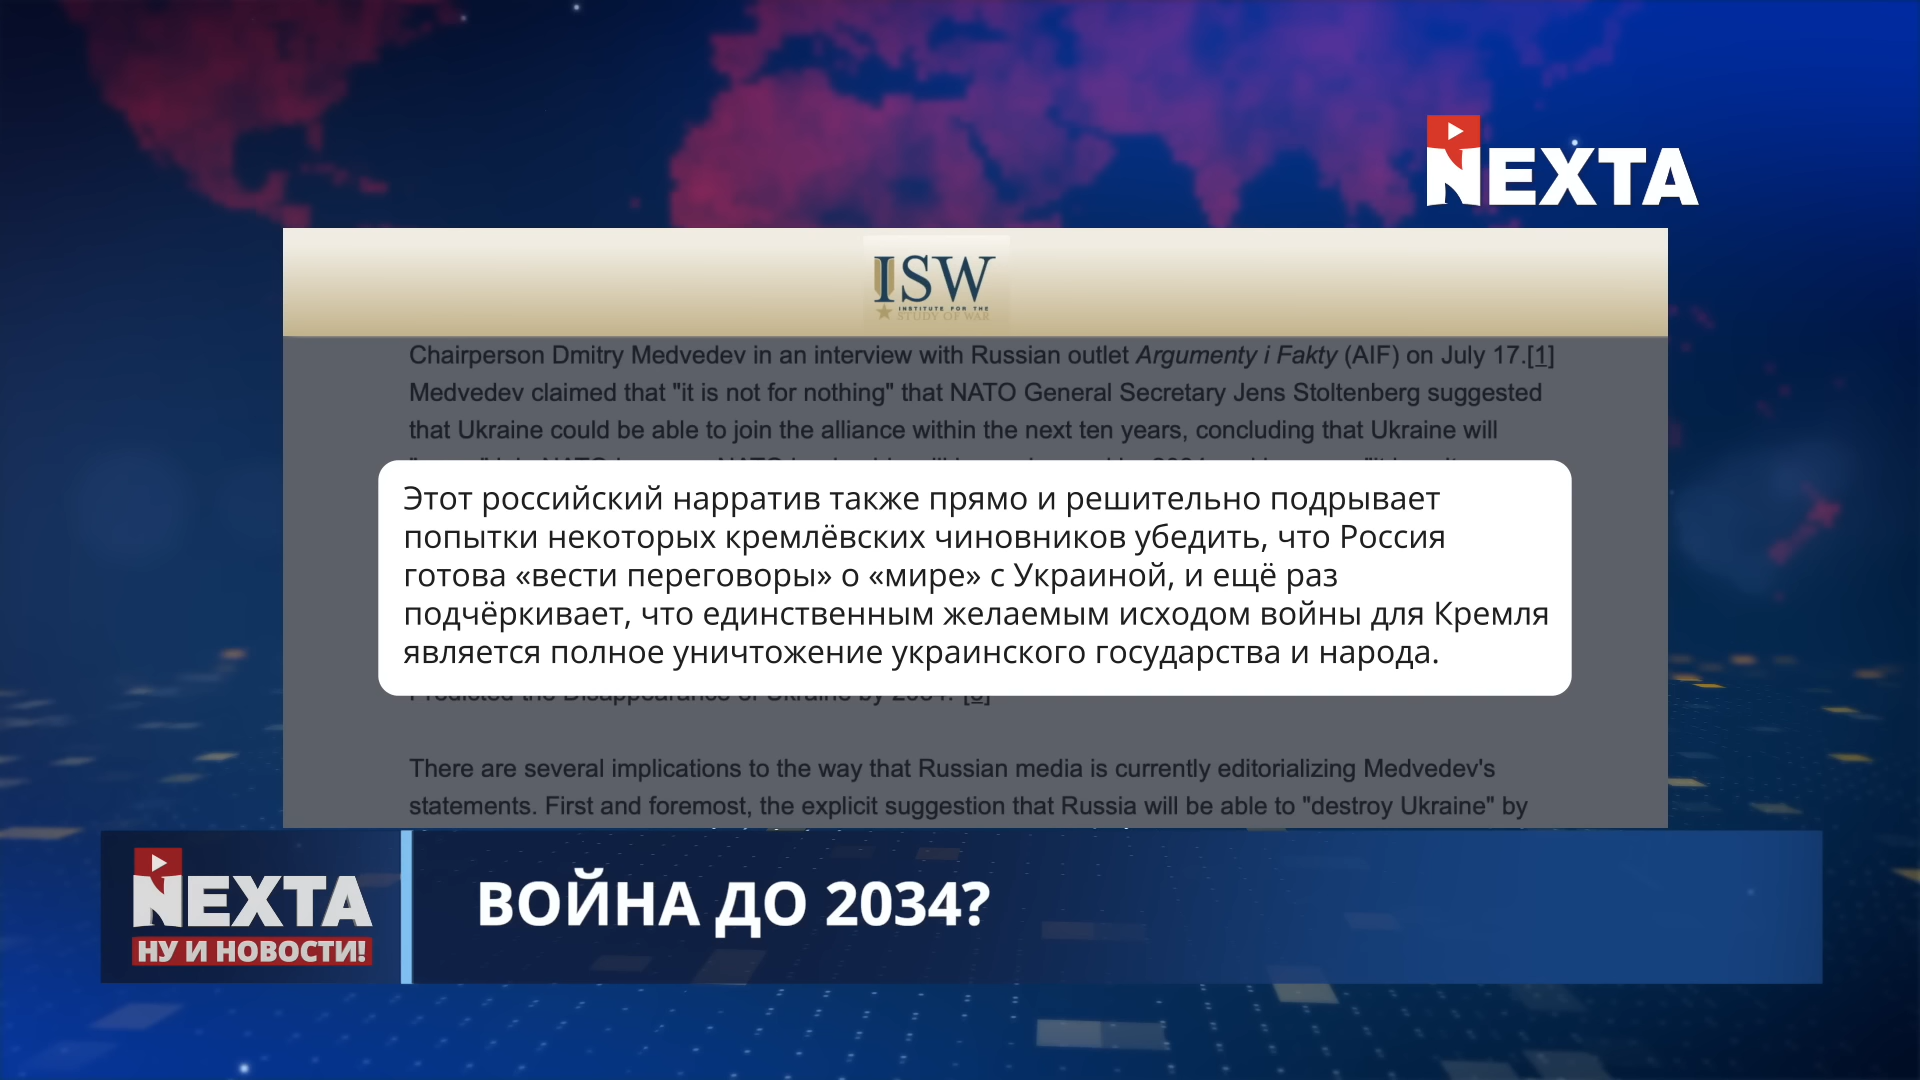 NEXTA
ISW
INSTITUTE FOR THE
STUDY OF WAR
Chairperson Dmitry Medvedev in an interview with Russian outlet Argumenty i Fakty (AIF) on July 17.[1]
Medvedev claimed that "it is not for nothing" that NATO General Secretary Jens Stoltenberg suggested
that Ukraine could be able to join the alliance within the next ten years, concluding that Ukraine will
Этот российский нарратив также прямо и решительно подрывает
попытки некоторых кремлёвских чиновников убедить, что Россия
готова «вести переговоры» о «мире» с Украиной, и ещё раз
подчёркивает, что единственным желаемым исходом войны для Кремля
является полное уничтожение украинского государства и народа.
Predicted the Disappearance of Ukraine by
There are several implications to the way that Russian media is currently editorializing Medvedev's
statements. First and foremost, the explicit suggestion that Russia will be able to "destroy Ukraine" by
NEXTA
НУ И НОВОСТИ!
ВОЙНА ДО 2034?